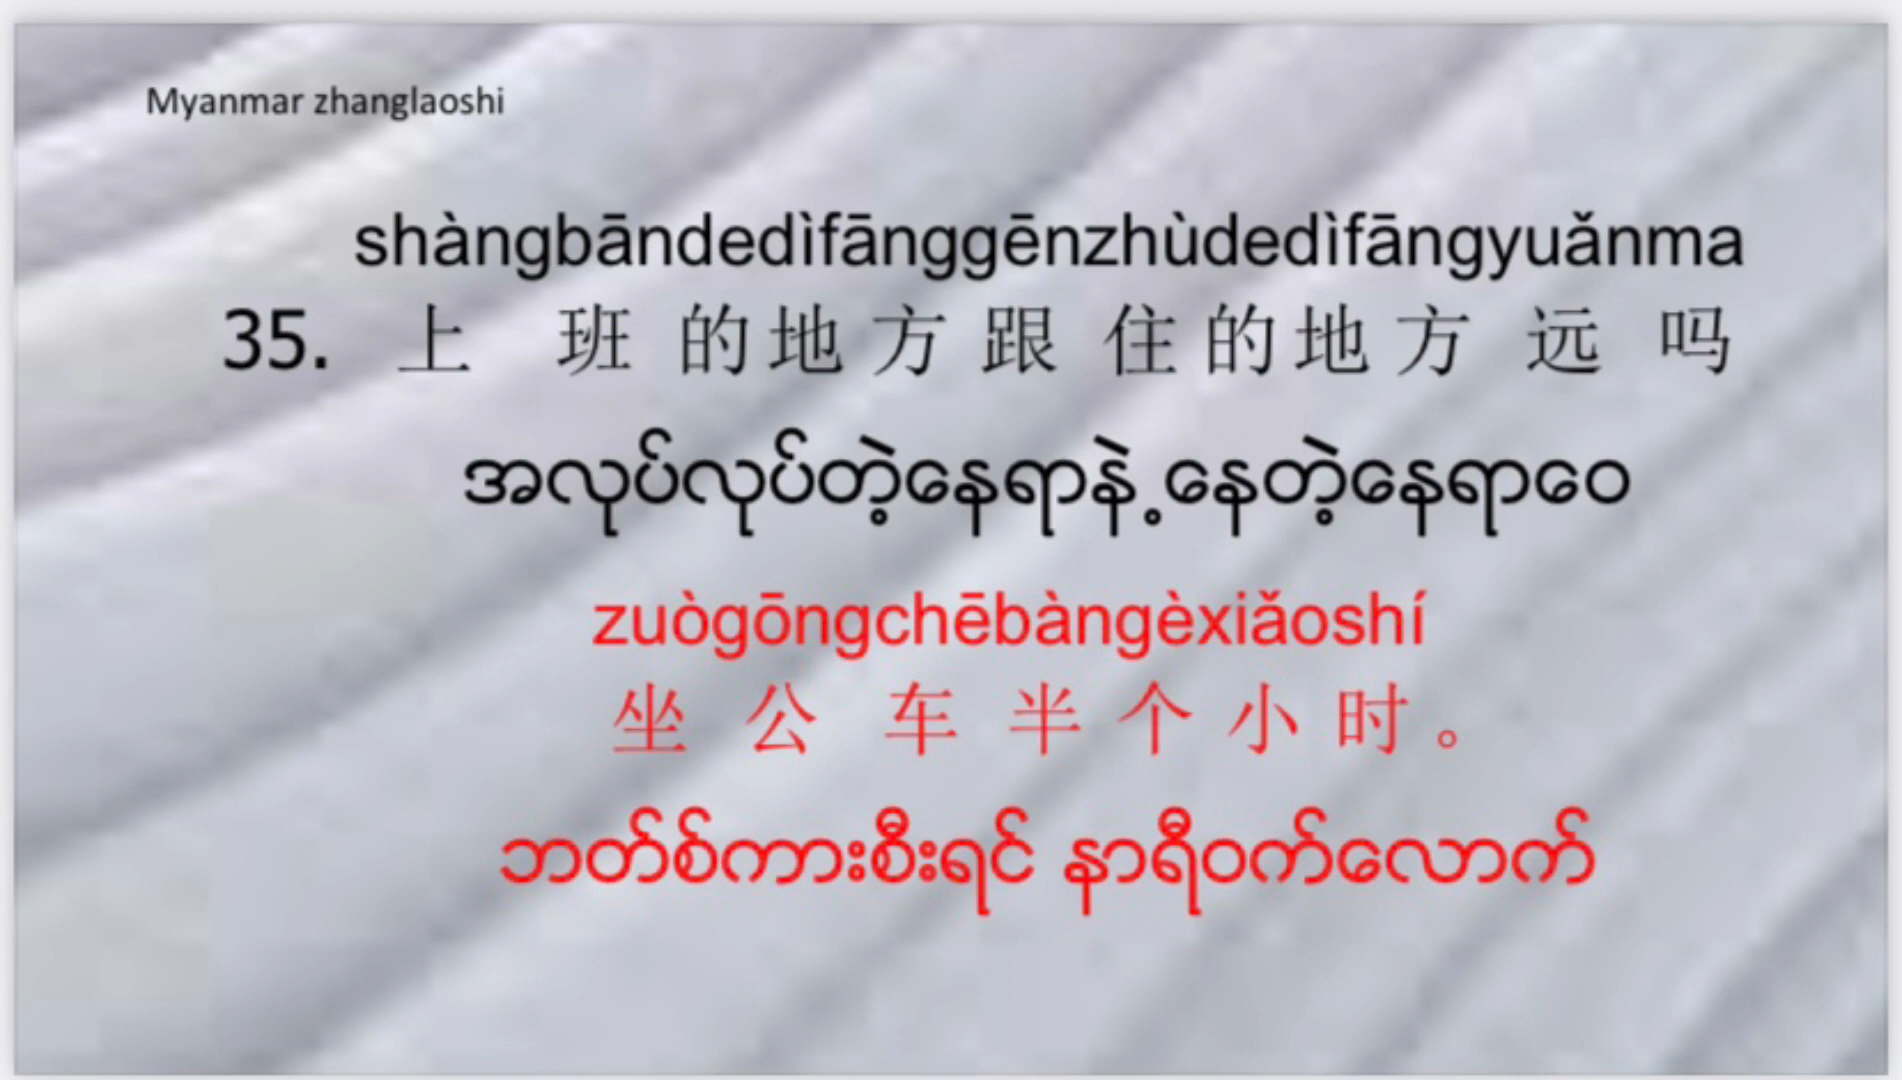 Myanmar zhanglaoshi
shàngbāndedìfānggēnzhùdedìfāngyuǎnma
35. 上 班 的 地 方 跟 住 的 地 方 远 吗
အလုပ်လုပ်တဲ့နေရာနဲ့ နေတဲ့နေရာဝေ
zuògōngchēbàngèxiǎoshí
坐 公 车 半 个 小 时 。
ဘတ်စ်ကားစီးရင် နာရီဝက်လောက်